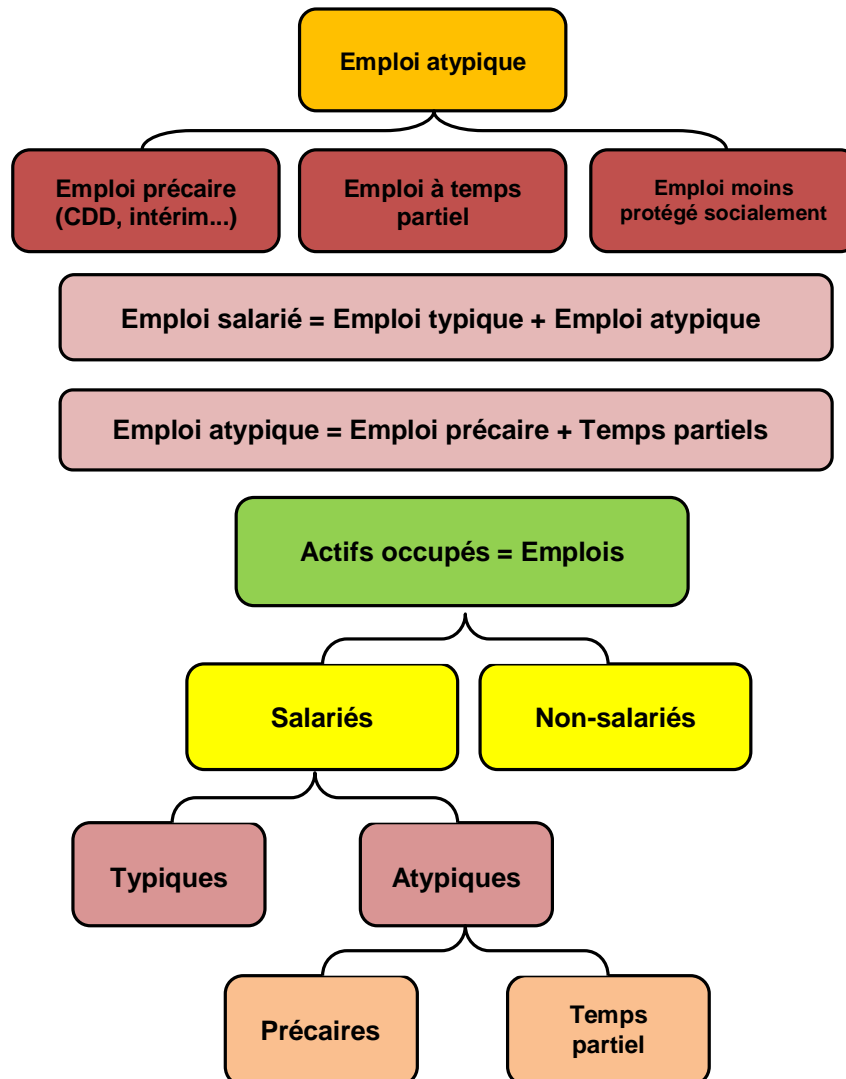 Emploi atypique
Emploi précaire
(CDD, intérim...)
Emploi à temps
partiel
Emploi moins
protégé socialement
Emploi salarié = Emploi typique + Emploi atypique
Emploi atypique = Emploi précaire + Temps partiels
Actifs occupés = Emplois
Salariés
Non-salariés
Typiques
Atypiques
Précaires
Temps
partiel